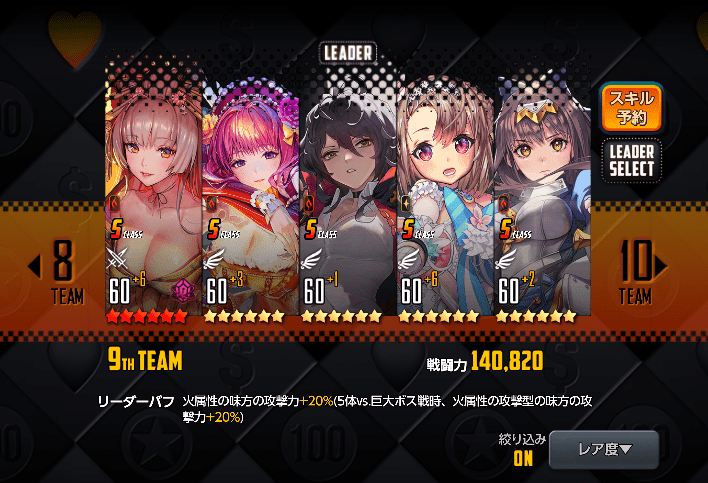 LEADER
スキル
予約
LEADER
SELECT
S CLASS
S CLASS
S CLASS
S CLASS
S CLASS
60 +6
60 +3
60 +1
60 +6
60 +2
8
TEAM
10
TEAM
9TH TEAM
戦闘力 140,820
リーダーバフ 火属性の味方の攻撃力+20%(5体vs.巨大ボス戦時、火属性の攻撃型の味方の攻
撃力+20%)
絞り込み
ON
レア度▼